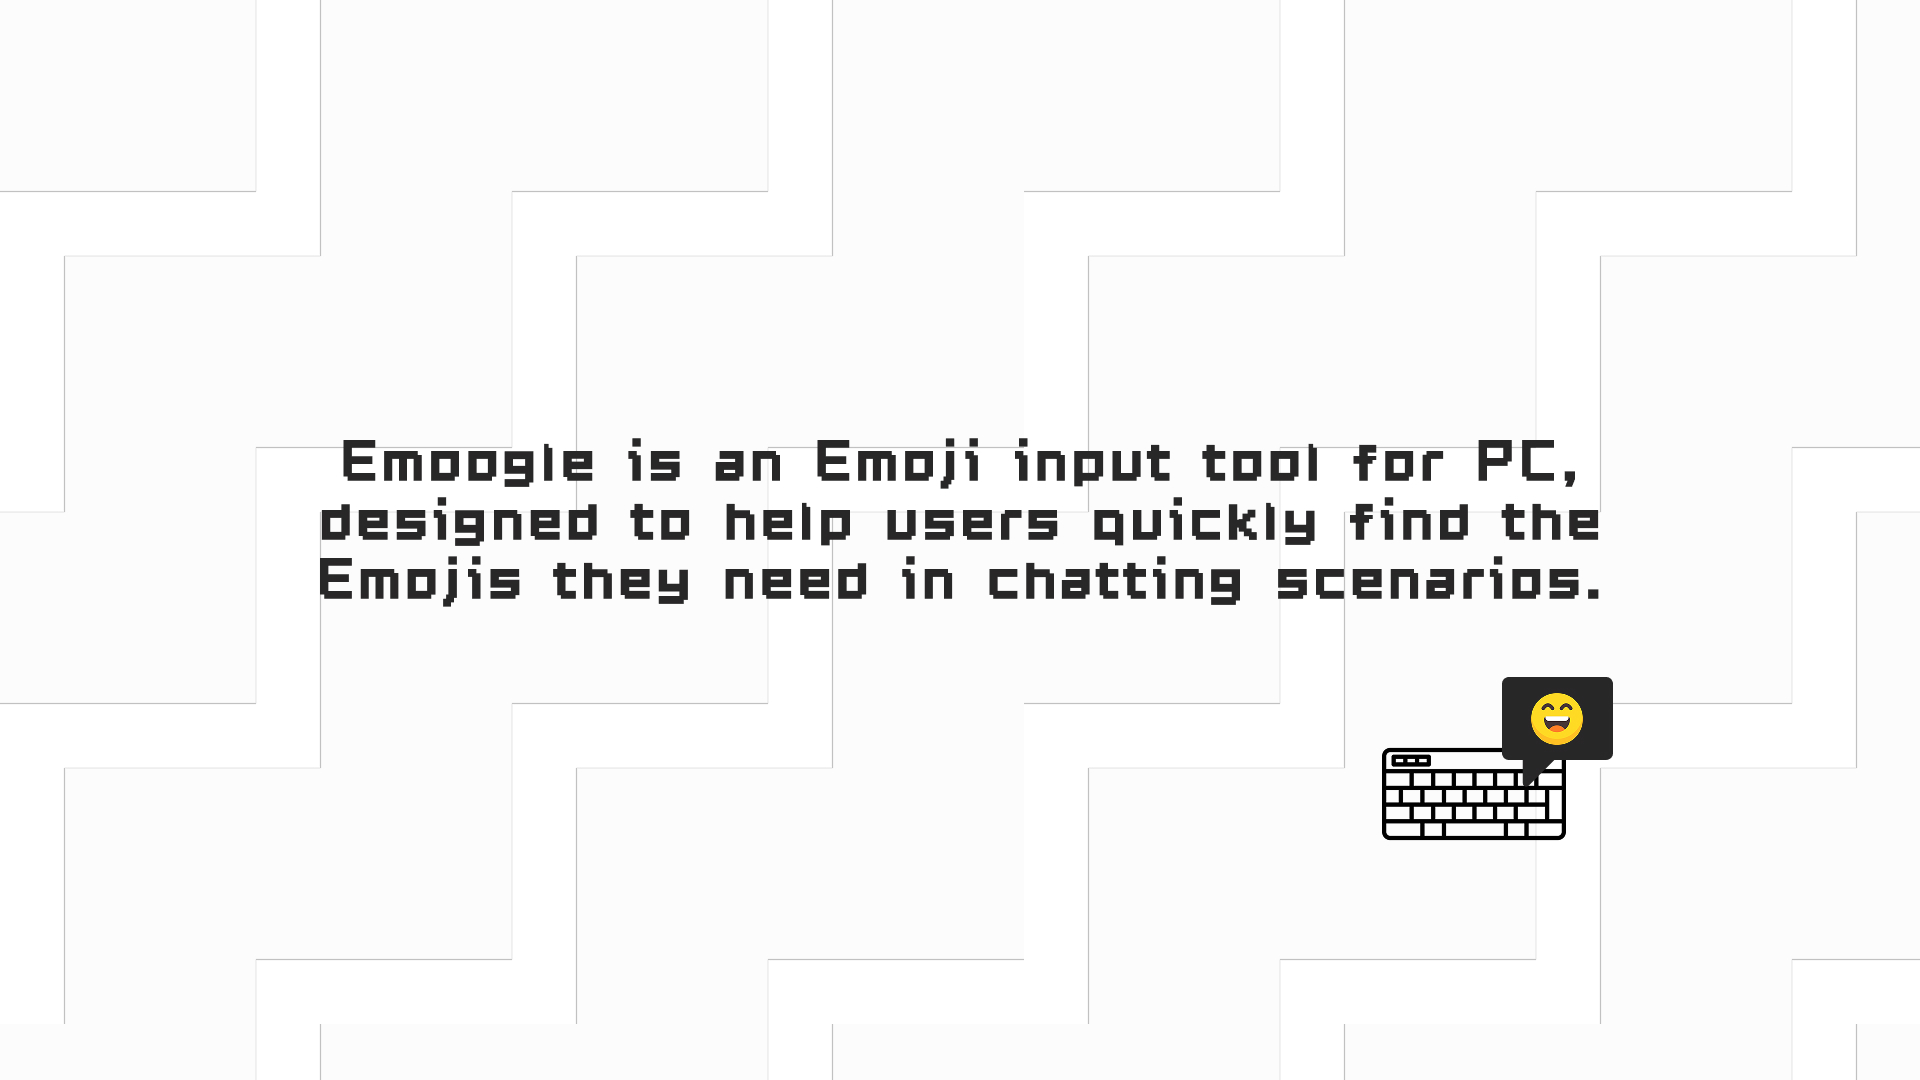 Emoogle is an Emoji input tool for PC,
designed to help users quickly find the
Emojis they need in chatting scenarios.